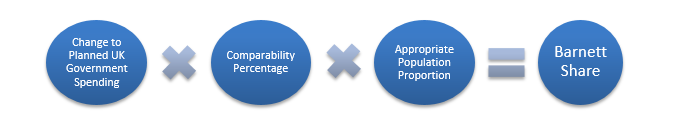 Change to
Planned UK
Government
Spending
Comparability
Percentage
Appropriate
Population
Proportion
Barnett
Share